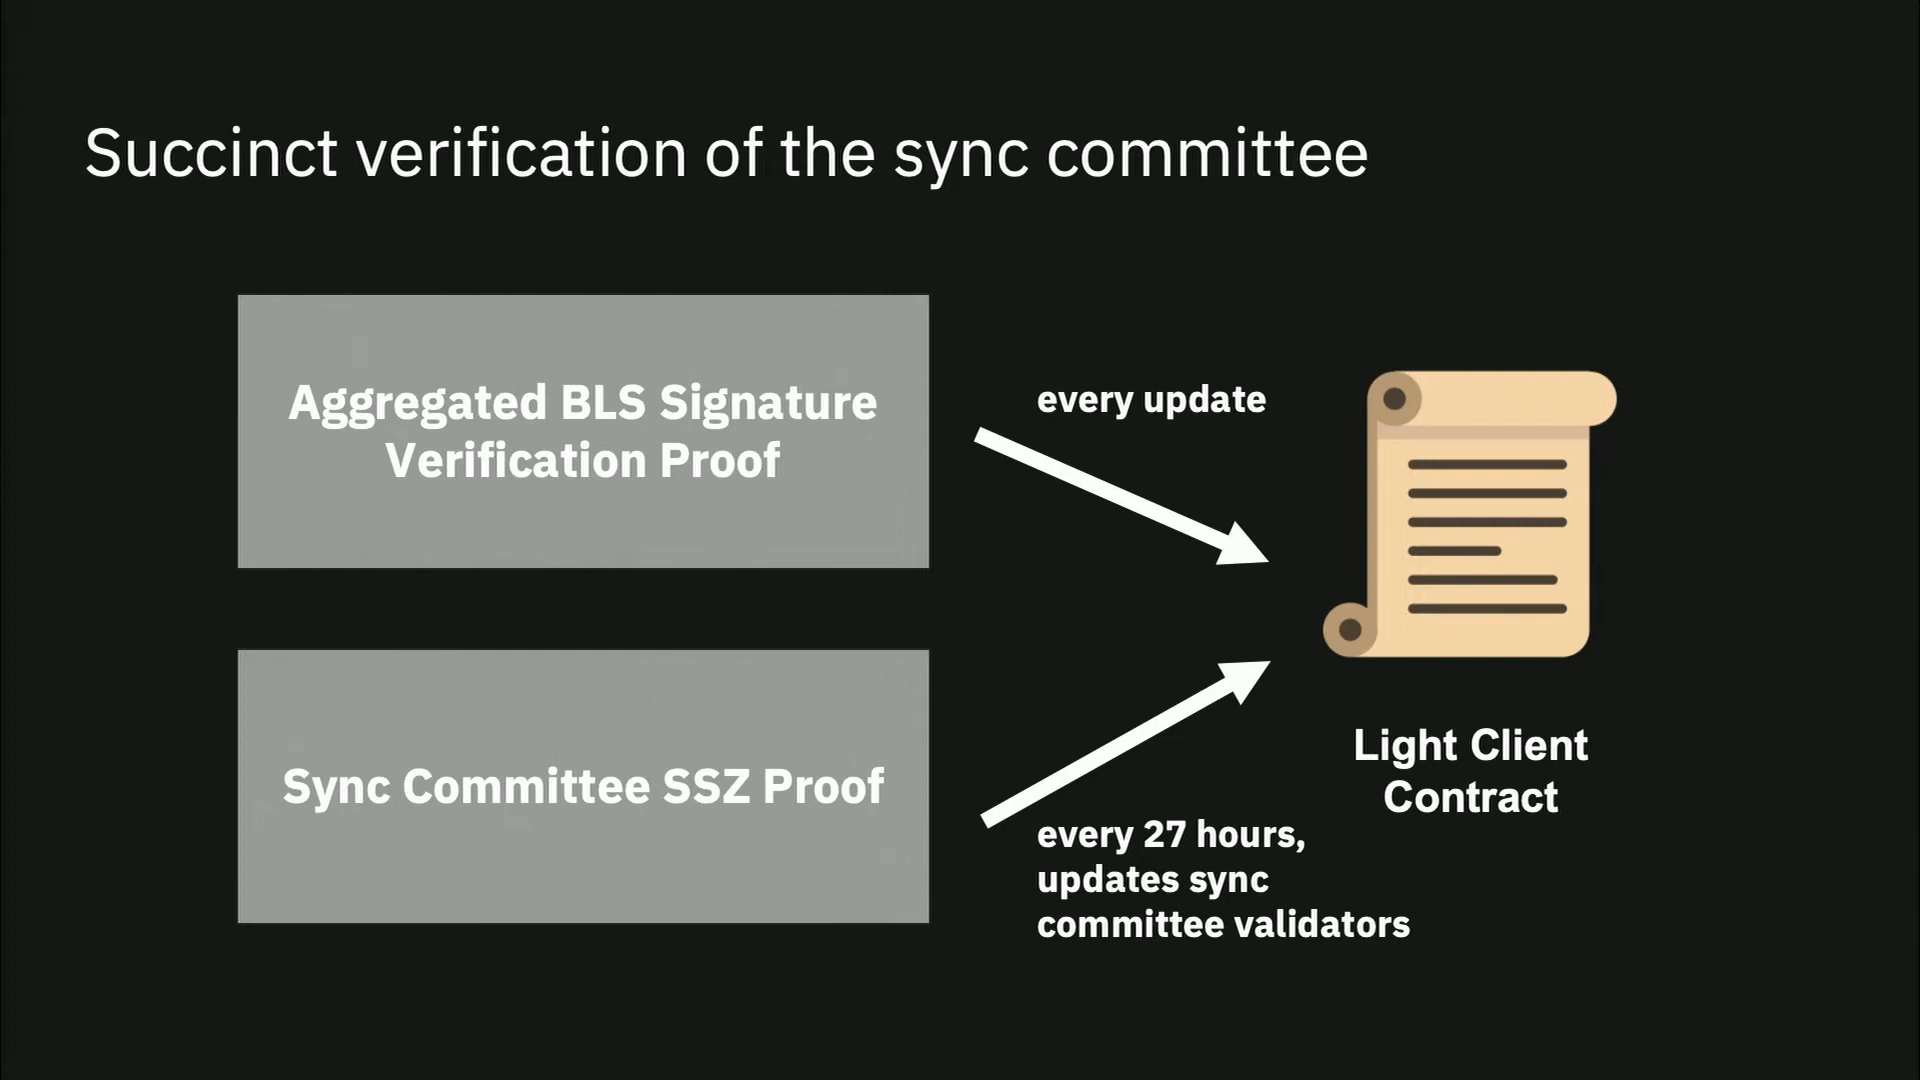 Succinct verification of the sync committee
Aggregated BLS Signature
Verification Proof
every update
Sync Committee SSZ Proof
every 27 hours,
updates sync
committee validators
Light Client
Contract